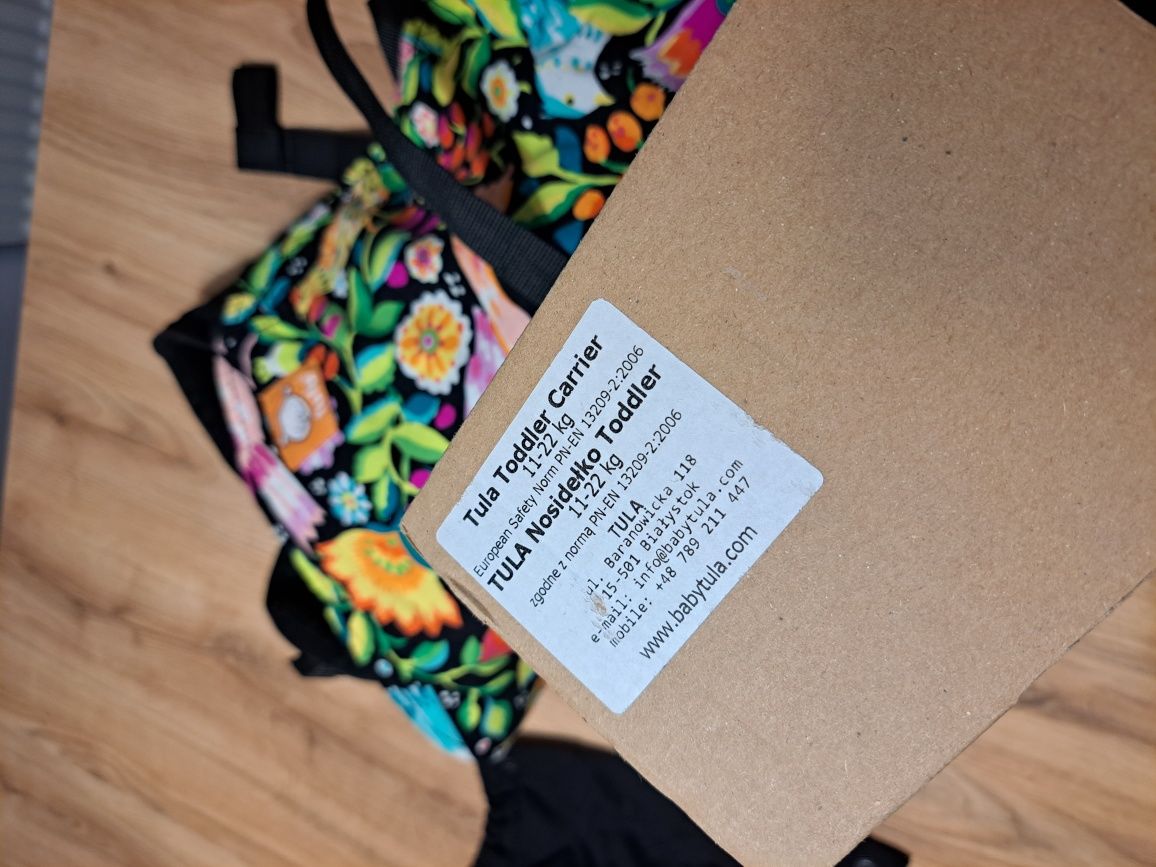 Tula Toddler Carrier
11-22 kg
European Safety Norm PN-EN 13209-2:2006
TULA Nosidełko Toddler
11-22 kg
zgodne z normą PN-EN 13209-2:2006
TULA
ul. Baranowicka 118
15-501 Białystok
e-mail: info@babytula.com
mobile: +48 789 211 447
www.babytula.com